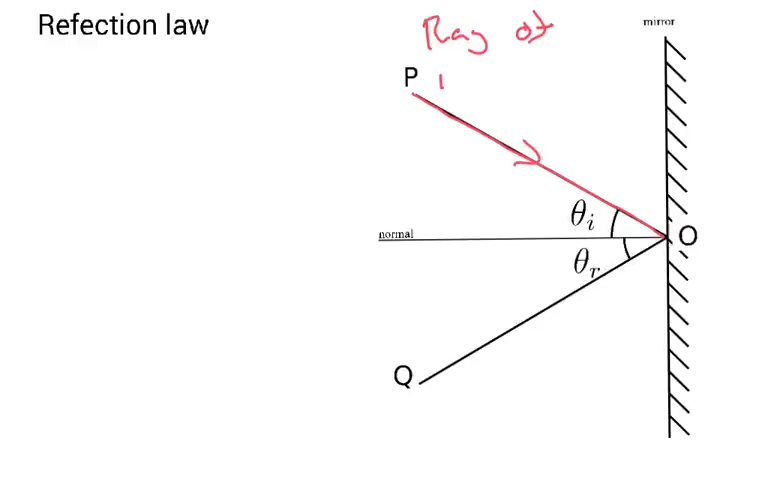 Refection law
mirror
Ray of
P
θi
normal
O
θr
Q